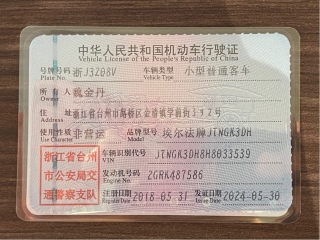 中华人民共和国机动车行驶证
Vehicle License of the People's Republic of China
号牌号码 浙J3Z08V 车辆类型 小型普通客车
Plate No. Vehicle Type
所有人 魏金丹
Owner
住址 浙江省台州市路桥区金清镇学前街192号
Address
使用性质 非营运 品牌型号 埃尔法牌JTNGK3DH
Use Character Model
浙江省台州市公安局交通警察支队
车辆识别代号 JTNGK3DH8H8033539
VIN
发动机号码 ZGRK487586
Engine No.
注册日期 2018-05-31 发证日期 2024-05-30
Register Date Issue Date